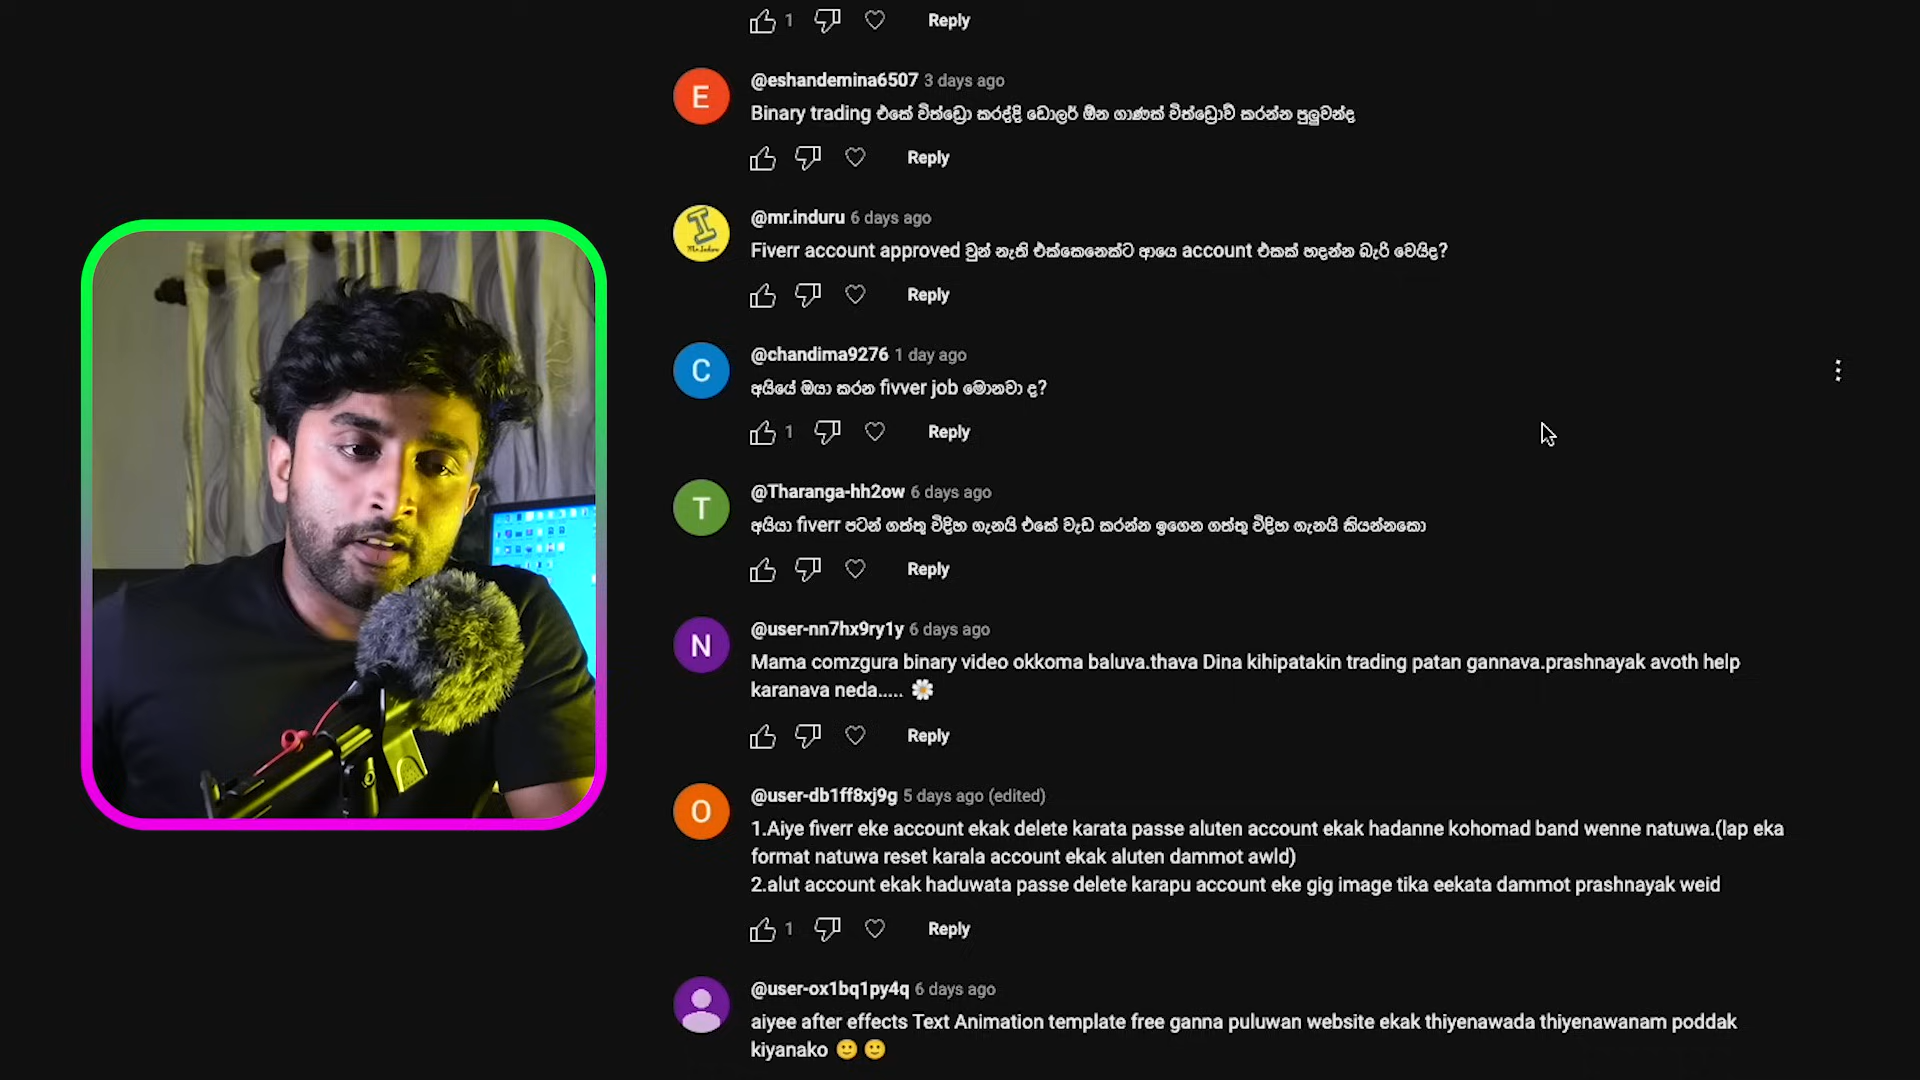 1 Reply
E @eshandemina6507 3 days ago
Binary trading එකේ විත්ඩ්‍රො කරද්දි ඩොලර් ඕන ගාණක් විත්ඩ්‍රොව් කරන්න පුලුවන්ද
Reply
@mr.induru 6 days ago
Fiverr account approved වුන් නැති එක්කෙනෙක්ට ආයෙ account එකක් හදන්න බැරි වෙයිද?
Reply
C @chandima9276 1 day ago
අයියේ ඔයා කරන fivver job මොනවා ද?
1 Reply
T @Tharanga-hh2ow 6 days ago
අයියා fiverr පටන් ගත්තු විදිහ ගැනයි එකේ වැඩ කරන්න ඉගෙන ගත්තු විදිහ ගැනයි කියන්නකො
Reply
N @user-nn7hx9ry1y 6 days ago
Mama comzgura binary video okkoma baluva.thava Dina kihipatakin trading patan gannava.prashnayak avoth help
karanava neda..... 🌼
Reply
O @user-db1ff8xj9g 5 days ago (edited)
1.Aiye fiverr eke account ekak delete karata passe aluten account ekak hadanne kohomad band wenne natuwa.(lap eka
format natuwa reset karala account ekak aluten dammot awld)
2.alut account ekak haduwata passe delete karapu account eke gig image tika eekata dammot prashnayak weid
1 Reply
@user-ox1bq1py4q 6 days ago
aiyee after effects Text Animation template free ganna puluwan website ekak thiyenawada thiyenawanam poddak
kiyanako 🙂 🙂